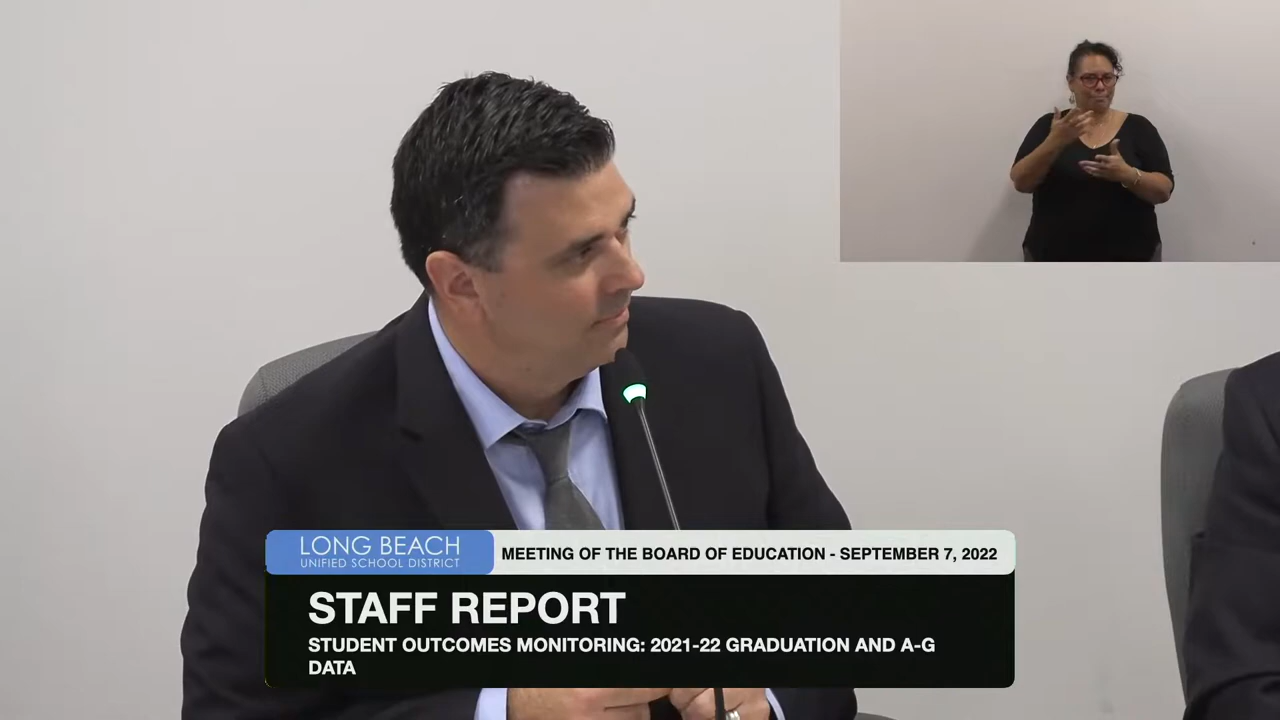 LONG BEACH
UNIFIED SCHOOL DISTRICT
MEETING OF THE BOARD OF EDUCATION - SEPTEMBER 7, 2022
STAFF REPORT
STUDENT OUTCOMES MONITORING: 2021-22 GRADUATION AND A-G
DATA